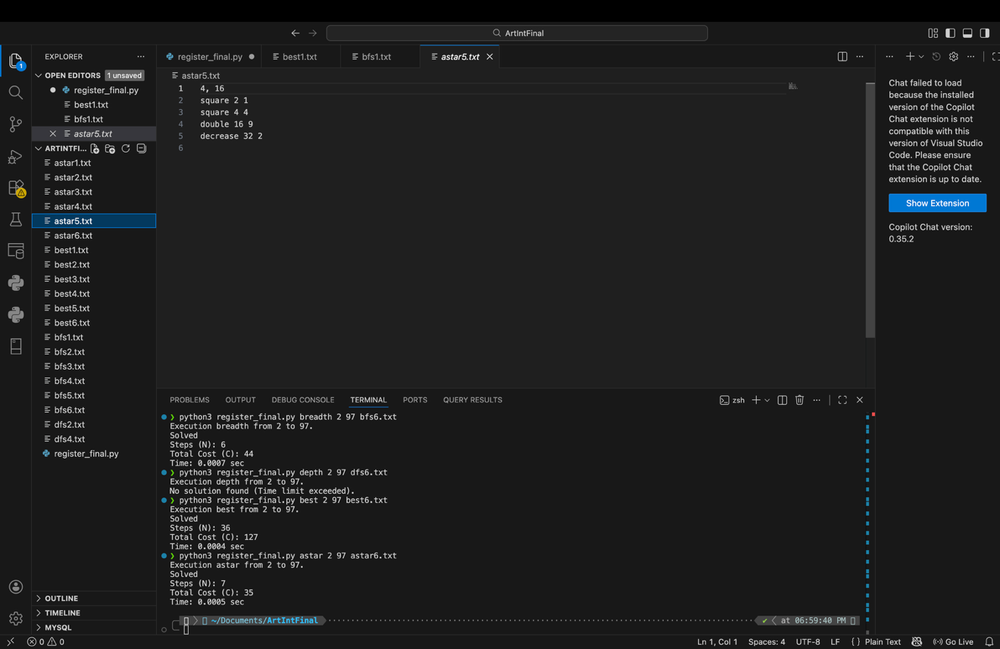 ArtIntFinal
EXPLORER
OPEN EDITORS 1 unsaved
register_final.py
best1.txt
bfs1.txt
astar5.txt
ARTINTFI...
astar1.txt
astar2.txt
astar3.txt
astar4.txt
astar5.txt
astar6.txt
best1.txt
best2.txt
best3.txt
best4.txt
best5.txt
best6.txt
bfs1.txt
bfs2.txt
bfs3.txt
bfs4.txt
bfs5.txt
bfs6.txt
dfs2.txt
dfs4.txt
register_final.py
OUTLINE
TIMELINE
MYSQL
1
register_final.py best1.txt bfs1.txt astar5.txt
astar5.txt
1 4, 16
2 square 2 1
3 square 4 4
4 double 16 9
5 decrease 32 2
6
PROBLEMS OUTPUT DEBUG CONSOLE TERMINAL PORTS QUERY RESULTS zsh
❯ python3 register_final.py breadth 2 97 bfs6.txt
Execution breadth from 2 to 97.
Solved
Steps (N): 6
Total Cost (C): 44
Time: 0.0007 sec
❯ python3 register_final.py depth 2 97 dfs6.txt
Execution depth from 2 to 97.
No solution found (Time limit exceeded).
❯ python3 register_final.py best 2 97 best6.txt
Execution best from 2 to 97.
Solved
Steps (N): 36
Total Cost (C): 127
Time: 0.0004 sec
❯ python3 register_final.py astar 2 97 astar6.txt
Execution astar from 2 to 97.
Solved
Steps (N): 7
Total Cost (C): 35
Time: 0.0005 sec
~/Documents/ArtIntFinal ✔ at 06:59:40 PM
Chat failed to load
because the installed
version of the Copilot
Chat extension is not
compatible with this
version of Visual Studio
Code. Please ensure
that the Copilot Chat
extension is up to date.
Show Extension
Copilot Chat version:
0.35.2
0 0 Ln 1, Col 1 Spaces: 4 UTF-8 LF { } Plain Text Go Live